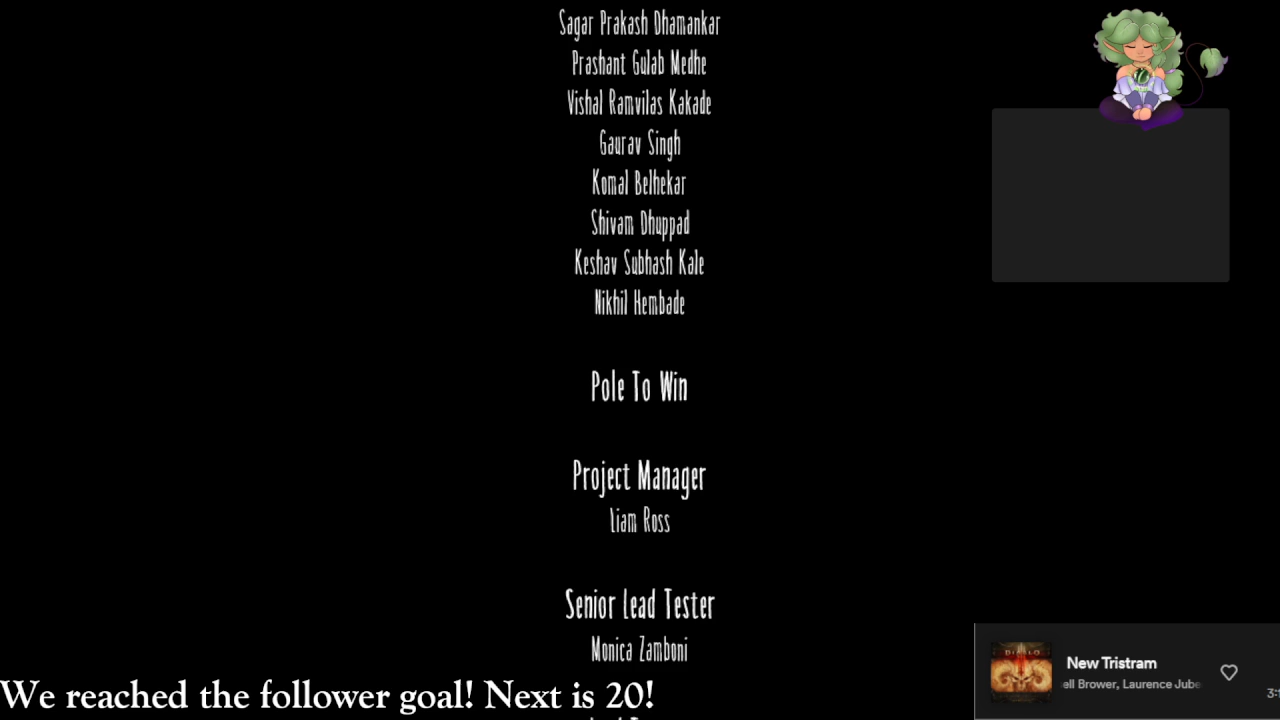 Sagar Prakash Dhamankar
Prashant Gulab Medhe
Vishal Ramvilas Kakade
Gaurav Singh
Komal Belhekar
Shivam Dhuppad
Keshav Subhash Kale
Nikhil Hembade
Pole To Win
Project Manager
Liam Ross
Senior Lead Tester
Monica Zamboni
We reached the follower goal! Next is 20!
DIABLO
New Tristram
ell Brower, Laurence Jube